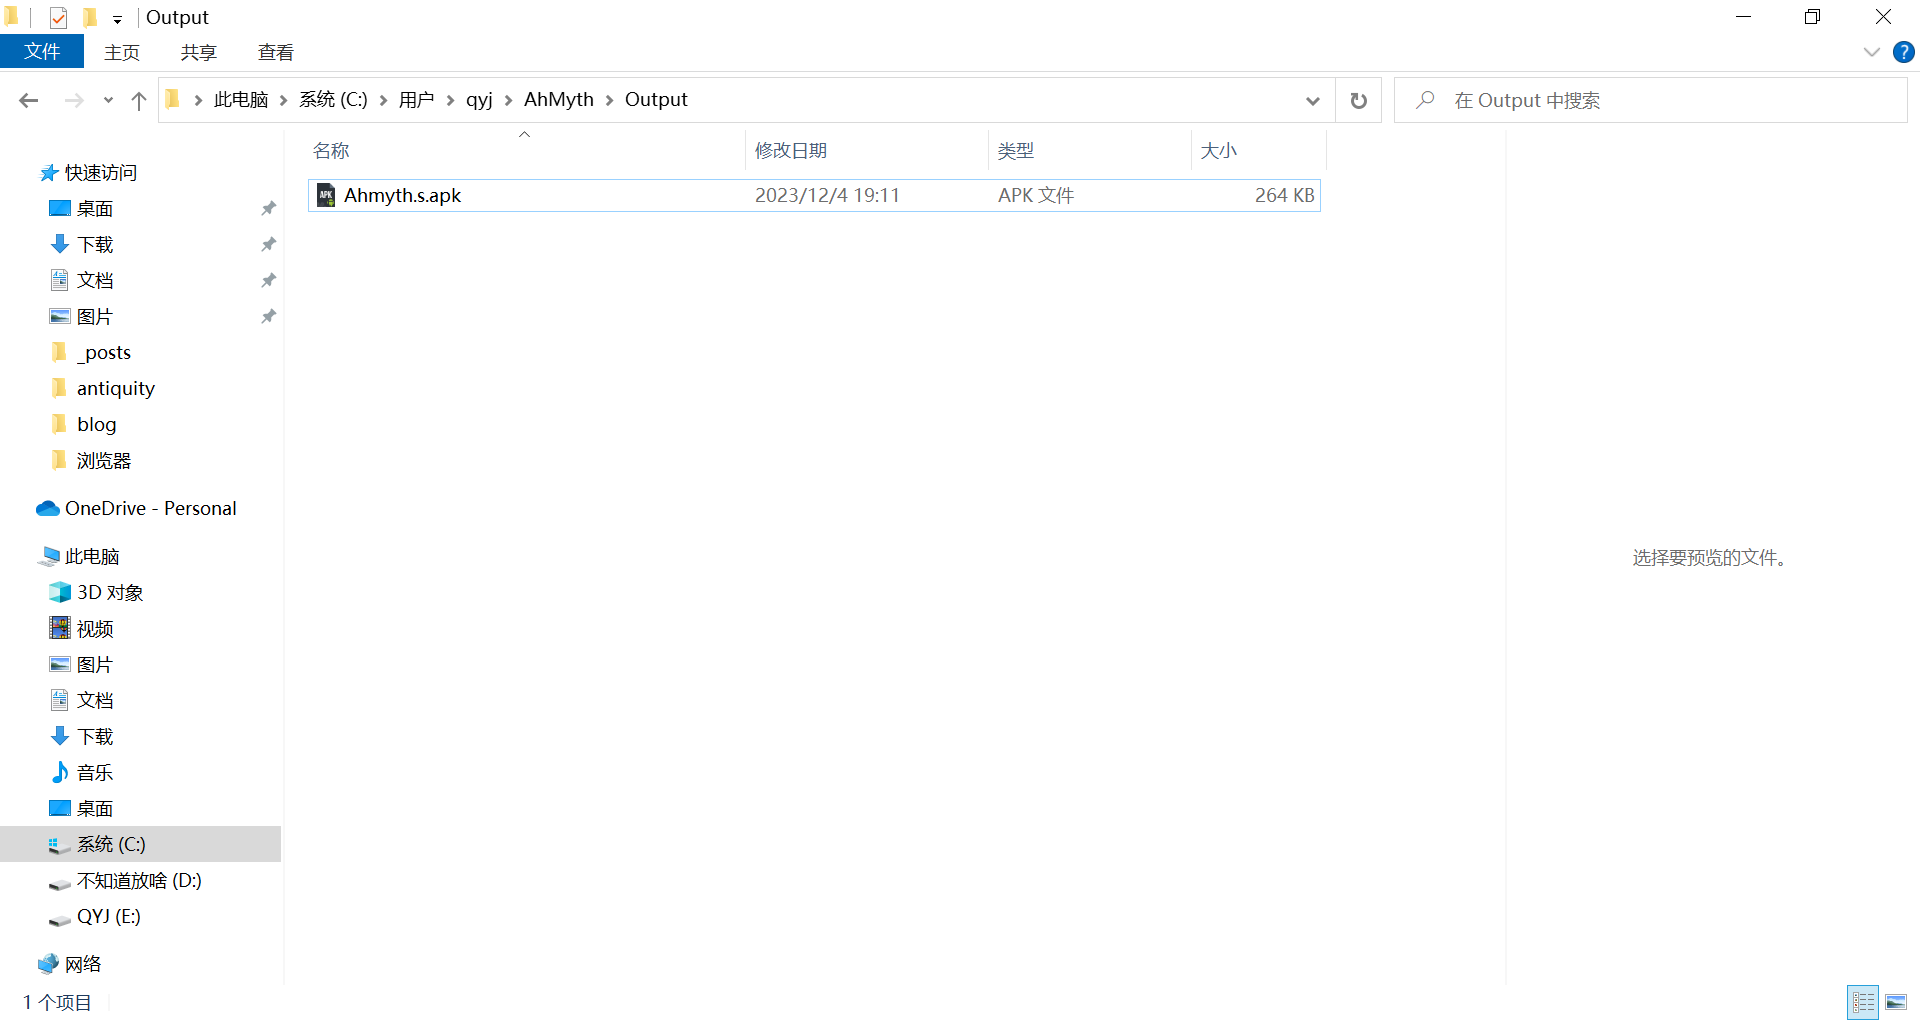 Output
文件 主页 共享 查看 ?
此电脑 系统 (C:) 用户 qyj AhMyth Output 在 Output 中搜索
名称 修改日期 类型 大小
Ahmyth.s.apk 2023/12/4 19:11 APK 文件 264 KB
快速访问
桌面
下载
文档
图片
_posts
antiquity
blog
浏览器
OneDrive - Personal
此电脑
3D 对象
视频
图片
文档
下载
音乐
桌面
系统 (C:)
不知道放啥 (D:)
QYJ (E:)
网络
选择要预览的文件。
1 个项目